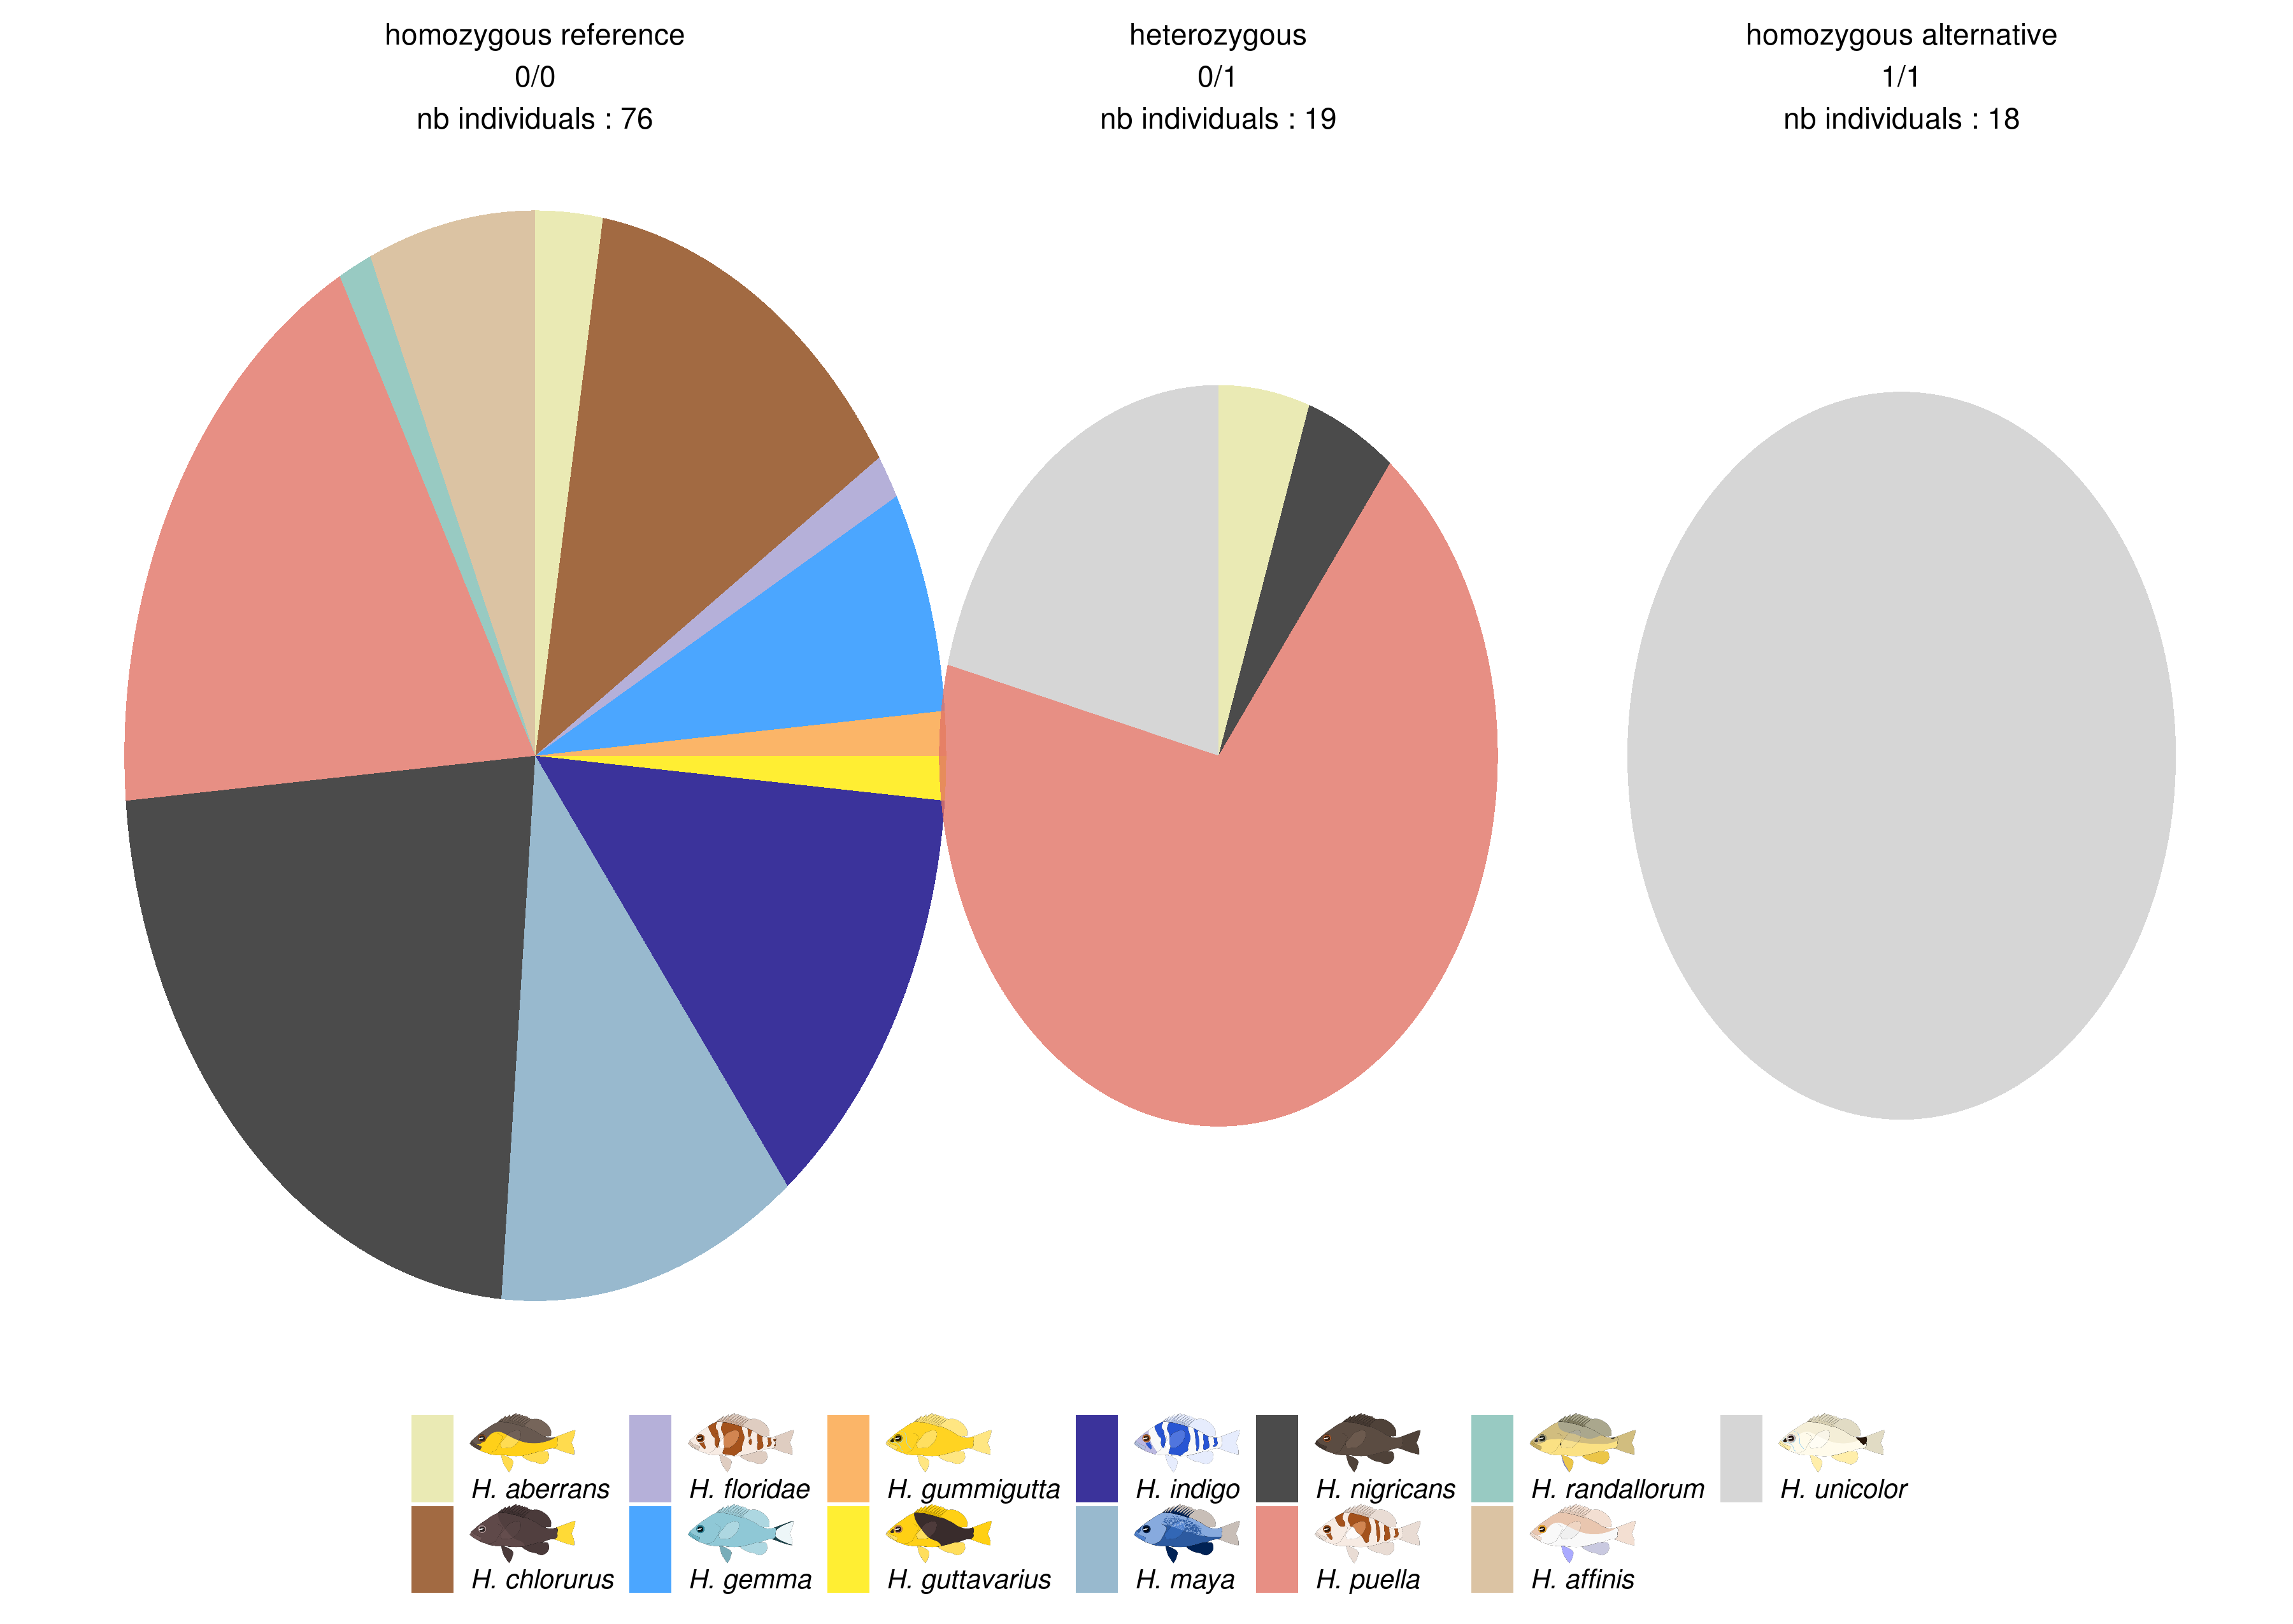 homozygous reference
0/0
nb individuals : 76
heterozygous
0/1
nb individuals : 19
homozygous alternative
1/1
nb individuals : 18
H. aberrans
H. floridae
H. gummigutta
H. indigo
H. nigricans
H. randallorum
H. unicolor
H. chlorurus
H. gemma
H. guttavarius
H. maya
H. puella
H. affinis